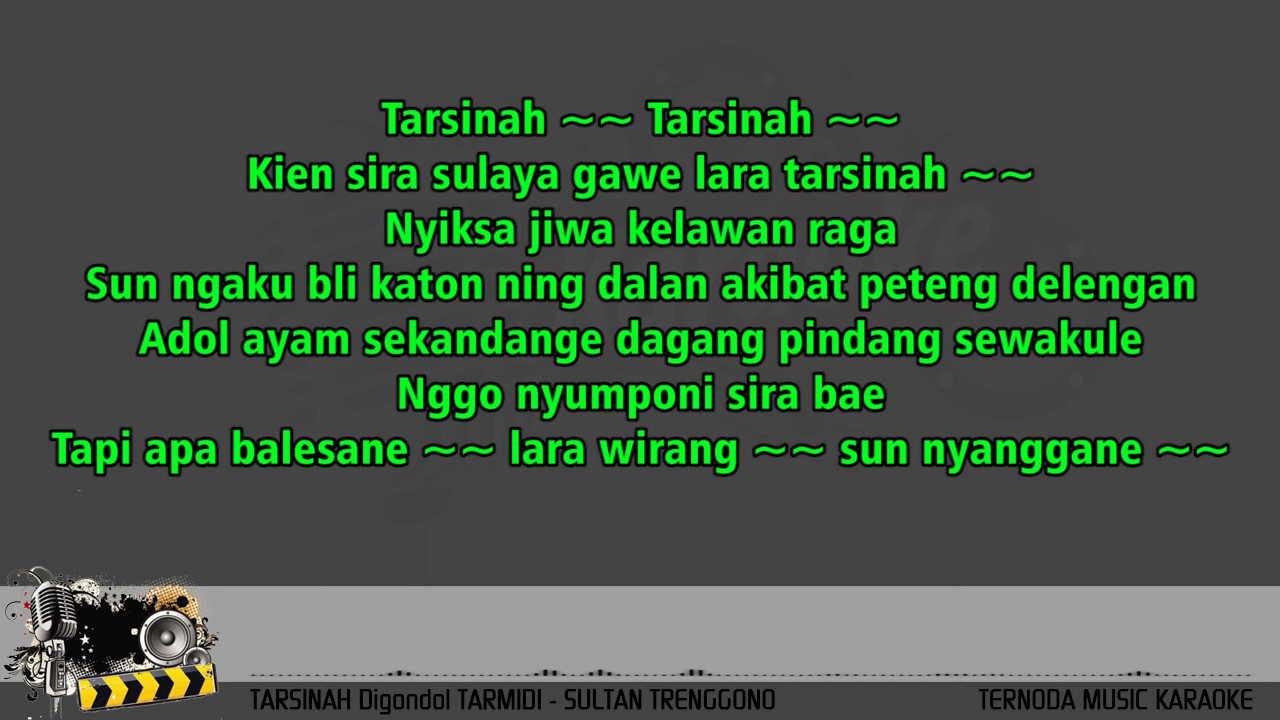 Tarsinah ~~ Tarsinah ~~
Kien sira sulaya gawe lara tarsinah ~~
Nyiksa jiwa kelawan raga
Sun ngaku bli katon ning dalan akibat peteng delengan
Adol ayam sekandange dagang pindang sewakule
Nggo nyumponi sira bae
Tapi apa balesane ~~ lara wirang ~~ sun nyanggane ~~
TARSINAH Digondol TARMIDI - SULTAN TRENGGONO
TERNODA MUSIC KARAOKE